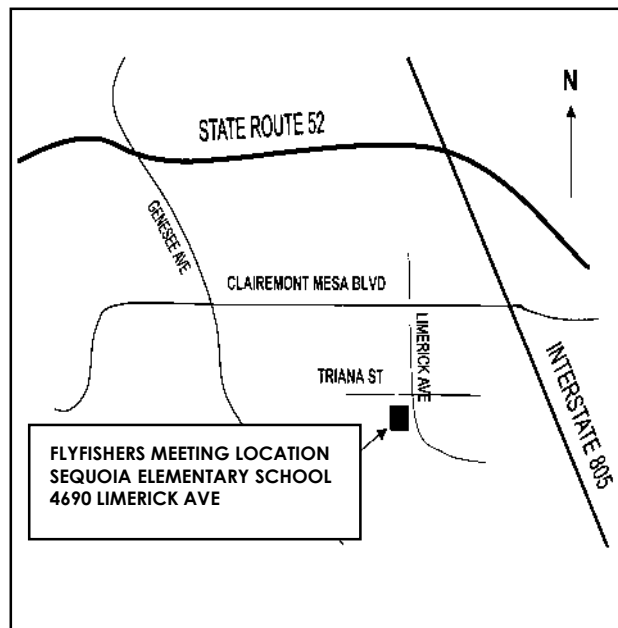 N
STATE ROUTE 52
GENESEE AVE
CLAIREMONT MESA BLVD
LIMERICK AVE
TRIANA ST
INTERSTATE 805
FLYFISHERS MEETING LOCATION
SEQUOIA ELEMENTARY SCHOOL
4690 LIMERICK AVE